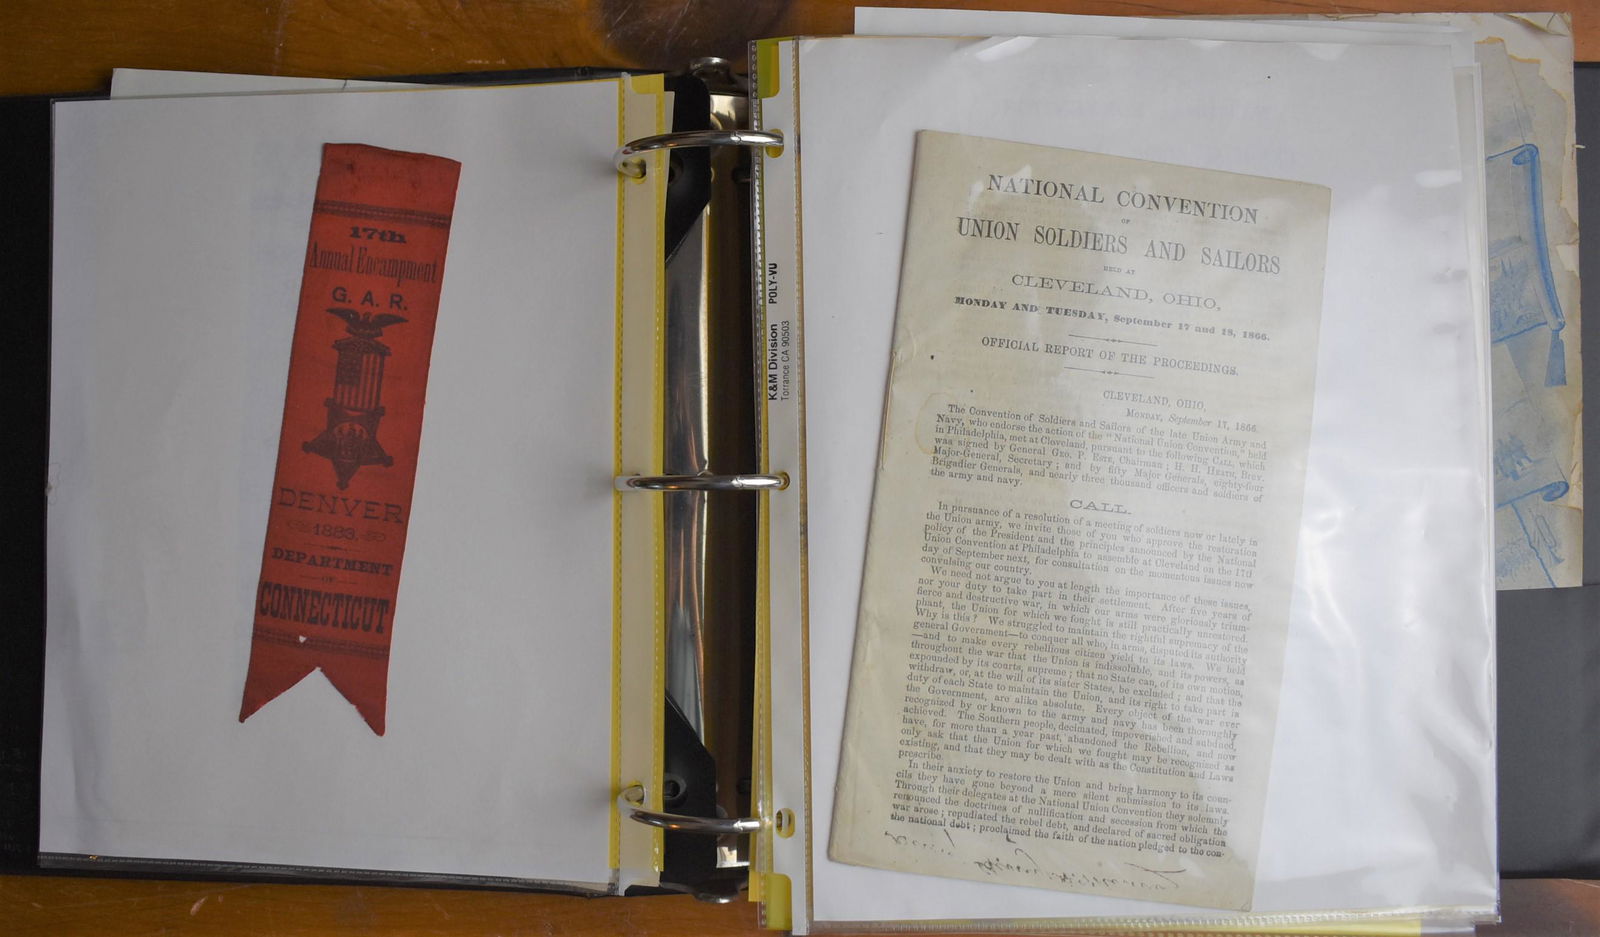 17th
Annual Encampment
G. A. R.
DENVER
1883.
DEPARTMENT
OF
CONNECTICUT
K&M Division POLY-VU
Torrance CA 90503
NATIONAL CONVENTION
OF
UNION SOLDIERS AND SAILORS
HELD AT
CLEVELAND, OHIO,
MONDAY AND TUESDAY, September 17 and 18, 1866.
OFFICIAL REPORT OF THE PROCEEDINGS.
CLEVELAND, OHIO,
MONDAY, September 17, 1866.
The Convention of Soldiers and Sailors of the late Union Army and
Navy, who endorse the action of the "National Union Convention," held
in Philadelphia, met at Cleveland, pursuant to the following CALL, which
was signed by General GEO. P. ESTE, Chairman; H. H. HEATH, Brev.
Major-General, Secretary; and by fifty Major Generals, eighty-four
Brigadier Generals, and nearly three thousand officers and soldiers of
the army and navy.
CALL.
In pursuance of a resolution of a meeting of soldiers now or lately in
the Union army, we invite those of you who approve the restoration
policy of the President and the principles announced by the National
Union Convention at Philadelphia to assemble at Cleveland on the 17th
day of September next, for consultation on the momentous issues now
convulsing our country.
We need not argue to you at length the importance of these issues,
nor your duty to take part in their settlement. After five years of
fierce and destructive war, in which our arms were gloriously trium-
phant, the Union for which we fought is still practically unrestored.
Why is this? We struggled to maintain the rightful supremacy of the
general Government—to conquer all who, in arms, disputed its authority
—and to make every rebellious citizen yield to its laws. We held
throughout the war that the Union is indissoluble, and its powers, as
expounded by its courts, supreme; that no State can, of its own motion,
withdraw, or, at the will of its sister States, be excluded; and that the
duty of each State to maintain the Union, and its right to take part in
the Government, are alike absolute. Every object of the war ever
recognized by or known to the army and navy has been thoroughly
achieved. The Southern people, decimated, impoverished and subdued,
have, for more than a year past, abandoned the Rebellion, and now
only ask that the Union for which we fought may be recognized as
existing, and that they may be dealt with as the Constitution and Laws
prescribe.
In their anxiety to restore the Union and bring harmony to its coun-
cils they have gone beyond a mere silent submission to its laws.
Through their delegates at the National Union Convention they solemnly
renounced the doctrines of nullification and secession from which the
war arose; repudiated the rebel debt, and declared of sacred obligation
the national debt; proclaimed the faith of the nation pledged to the con-